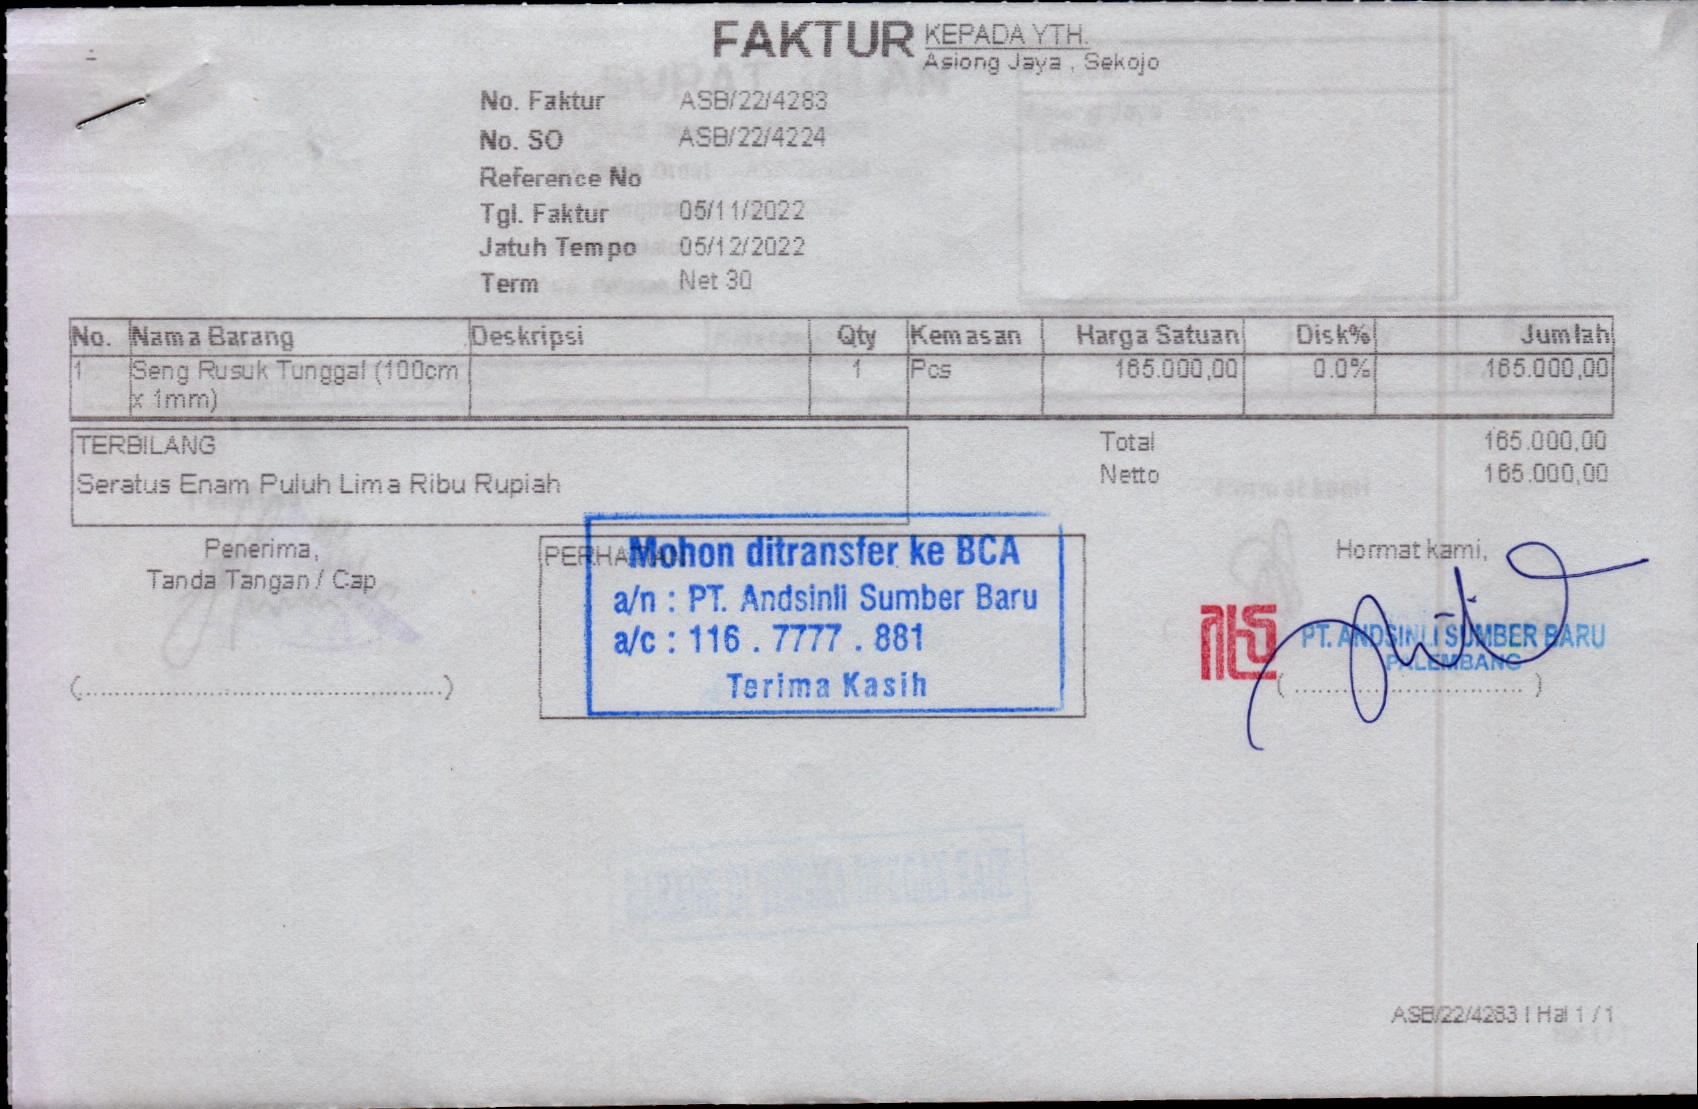 FAKTUR
KEPADA YTH.
Asiong Jaya , Sekojo
No. Faktur ASB/22/4283
No. SO ASB/22/4224
Reference No
Tgl. Faktur 05/11/2022
Jatuh Tempo 05/12/2022
Term Net 30
No. Nama Barang Deskripsi Qty Kemasan Harga Satuan Disk% Jumlah
1 Seng Rusuk Tunggal (100cm 1 Pcs 165.000,00 0.0% 165.000,00
x 1mm)
TERBILANG
Seratus Enam Puluh Lima Ribu Rupiah
Total 165.000,00
Netto 165.000,00
Penerima,
Tanda Tangan / Cap
(..........................................)
PERHATIAN
Mohon ditransfer ke BCA
a/n : PT. Andsinli Sumber Baru
a/c : 116 . 7777 . 881
Terima Kasih
Hormat kami,
PT. ANDSINLI SUMBER BARU
PALEMBANG
( ............................. )
ASB/22/4283 | Hal 1 / 1